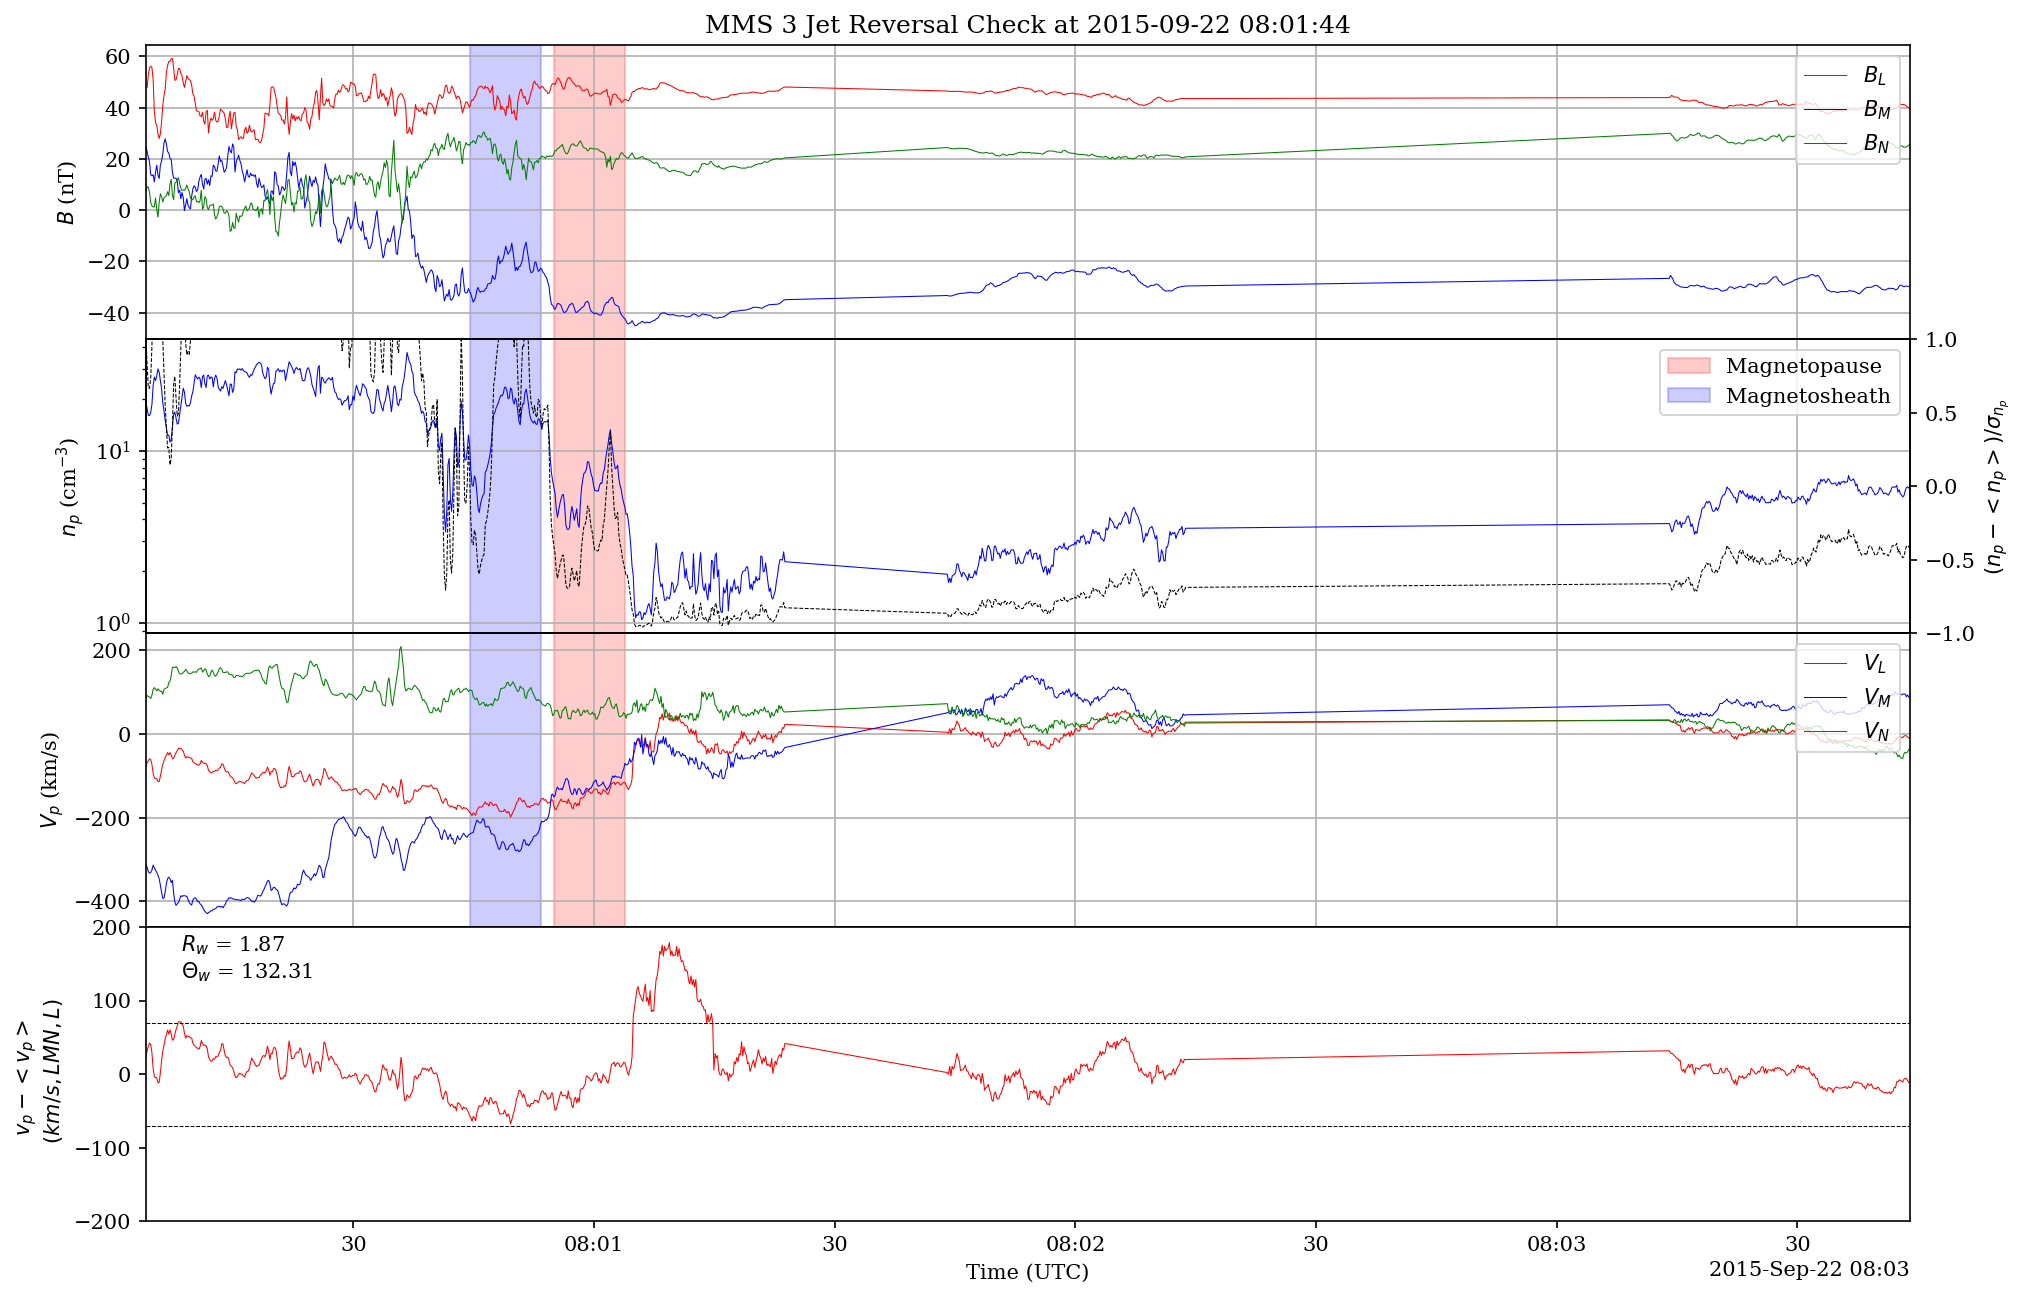 MMS 3 Jet Reversal Check at 2015-09-22 08:01:44
60
40
20
0
−20
−40
B (nT)
B_L
B_M
B_N
10^1
10^0
n_p (cm^{−3})
Magnetopause
Magnetosheath
1.0
0.5
0.0
−0.5
−1.0
(n_p − <n_p>)/σ_{n_p}
200
0
−200
−400
V_p (km/s)
V_L
V_M
V_N
200
100
0
−100
−200
v_p − <v_p>
(km/s, LMN, L)
R_w = 1.87
Θ_w = 132.31
30 08:01 30 08:02 30 08:03 30
Time (UTC)
2015-Sep-22 08:03